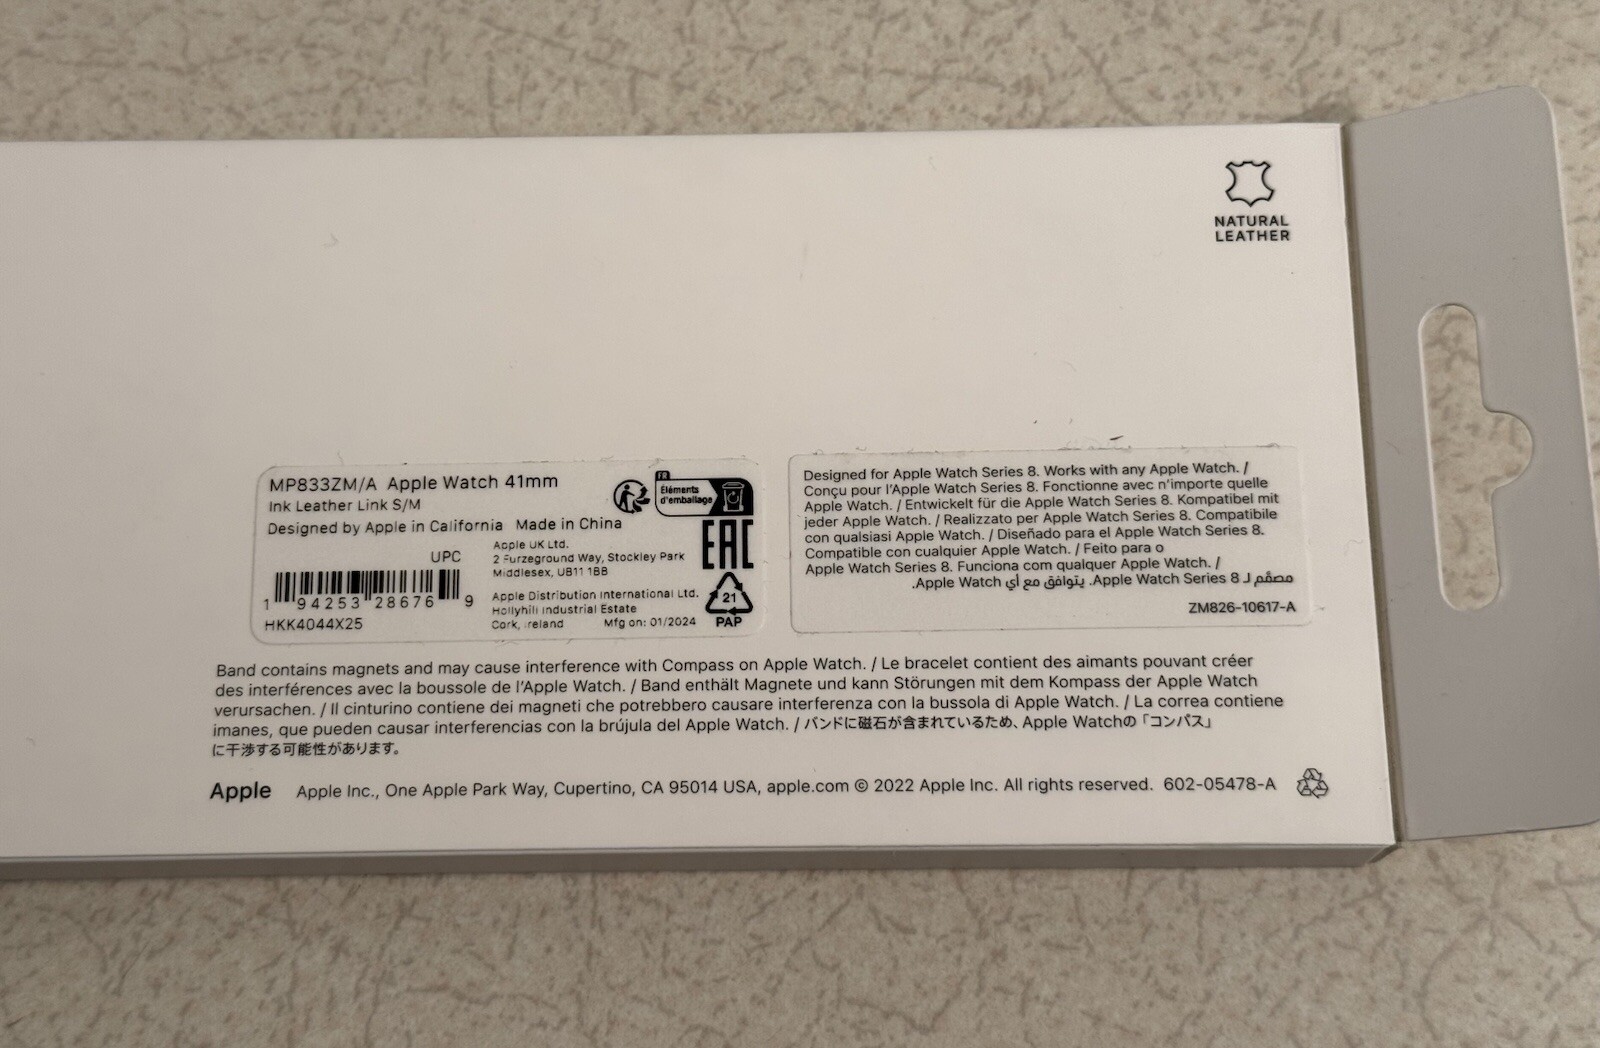 NATURAL
LEATHER
MP833ZM/A Apple Watch 41mm
Ink Leather Link S/M
Designed by Apple in California Made in China
UPC
1 94253 28676 9
HKK4044X25
Apple UK Ltd.
2 Furzeground Way, Stockley Park
Middlesex, UB11 1BB
Apple Distribution International Ltd.
Hollyhill Industrial Estate
Cork, Ireland
Mfg on: 01/2024
FR
Éléments
d'emballage
EAC
21
PAP
Designed for Apple Watch Series 8. Works with any Apple Watch. /
Conçu pour l'Apple Watch Series 8. Fonctionne avec n'importe quelle
Apple Watch. / Entwickelt für die Apple Watch Series 8. Kompatibel mit
jeder Apple Watch. / Realizzato per Apple Watch Series 8. Compatibile
con qualsiasi Apple Watch. / Diseñado para el Apple Watch Series 8.
Compatible con cualquier Apple Watch. / Feito para o
Apple Watch Series 8. Funciona com qualquer Apple Watch. /
مصمَّم لـ Apple Watch Series 8. يتوافق مع أي Apple Watch.
ZM826-10617-A
Band contains magnets and may cause interference with Compass on Apple Watch. / Le bracelet contient des aimants pouvant créer
des interférences avec la boussole de l'Apple Watch. / Band enthält Magnete und kann Störungen mit dem Kompass der Apple Watch
verursachen. / Il cinturino contiene dei magneti che potrebbero causare interferenza con la bussola di Apple Watch. / La correa contiene
imanes, que pueden causar interferencias con la brújula del Apple Watch. / バンドに磁石が含まれているため、Apple Watchの「コンパス」
に干渉する可能性があります。
Apple Apple Inc., One Apple Park Way, Cupertino, CA 95014 USA, apple.com © 2022 Apple Inc. All rights reserved. 602-05478-A